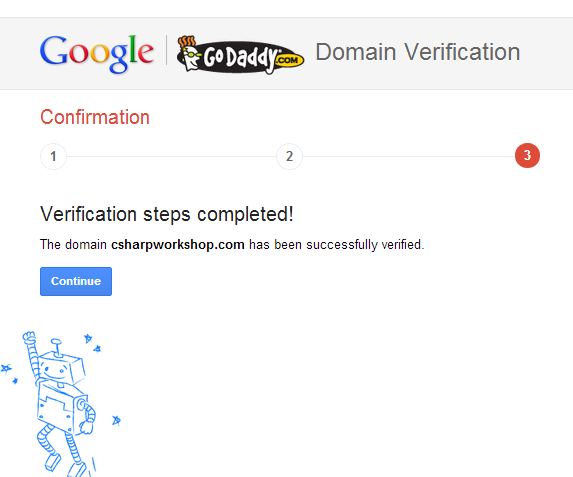 Google GoDaddy.COM Domain Verification
Confirmation
1 2 3
Verification steps completed!
The domain csharpworkshop.com has been successfully verified.
Continue